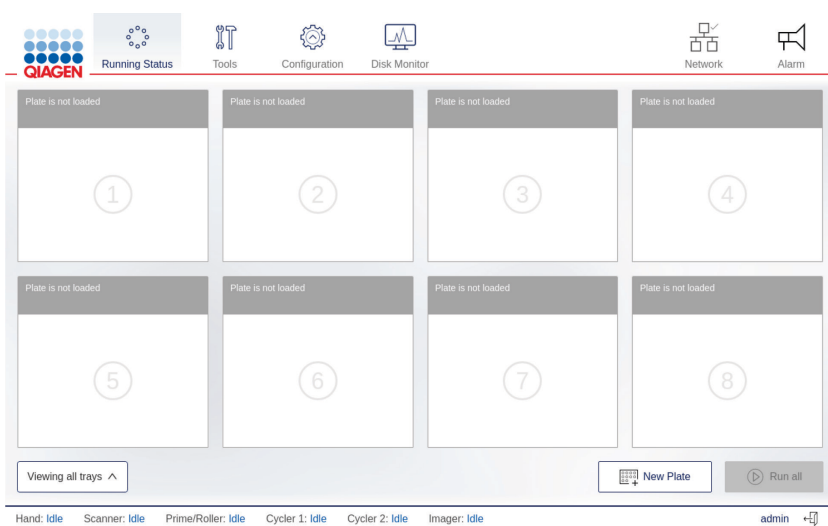 QIAGEN
Running Status Tools Configuration Disk Monitor Network Alarm
Plate is not loaded Plate is not loaded Plate is not loaded Plate is not loaded
1 2 3 4
Plate is not loaded Plate is not loaded Plate is not loaded Plate is not loaded
5 6 7 8
Viewing all trays New Plate Run all
Hand: Idle Scanner: Idle Prime/Roller: Idle Cycler 1: Idle Cycler 2: Idle Imager: Idle admin